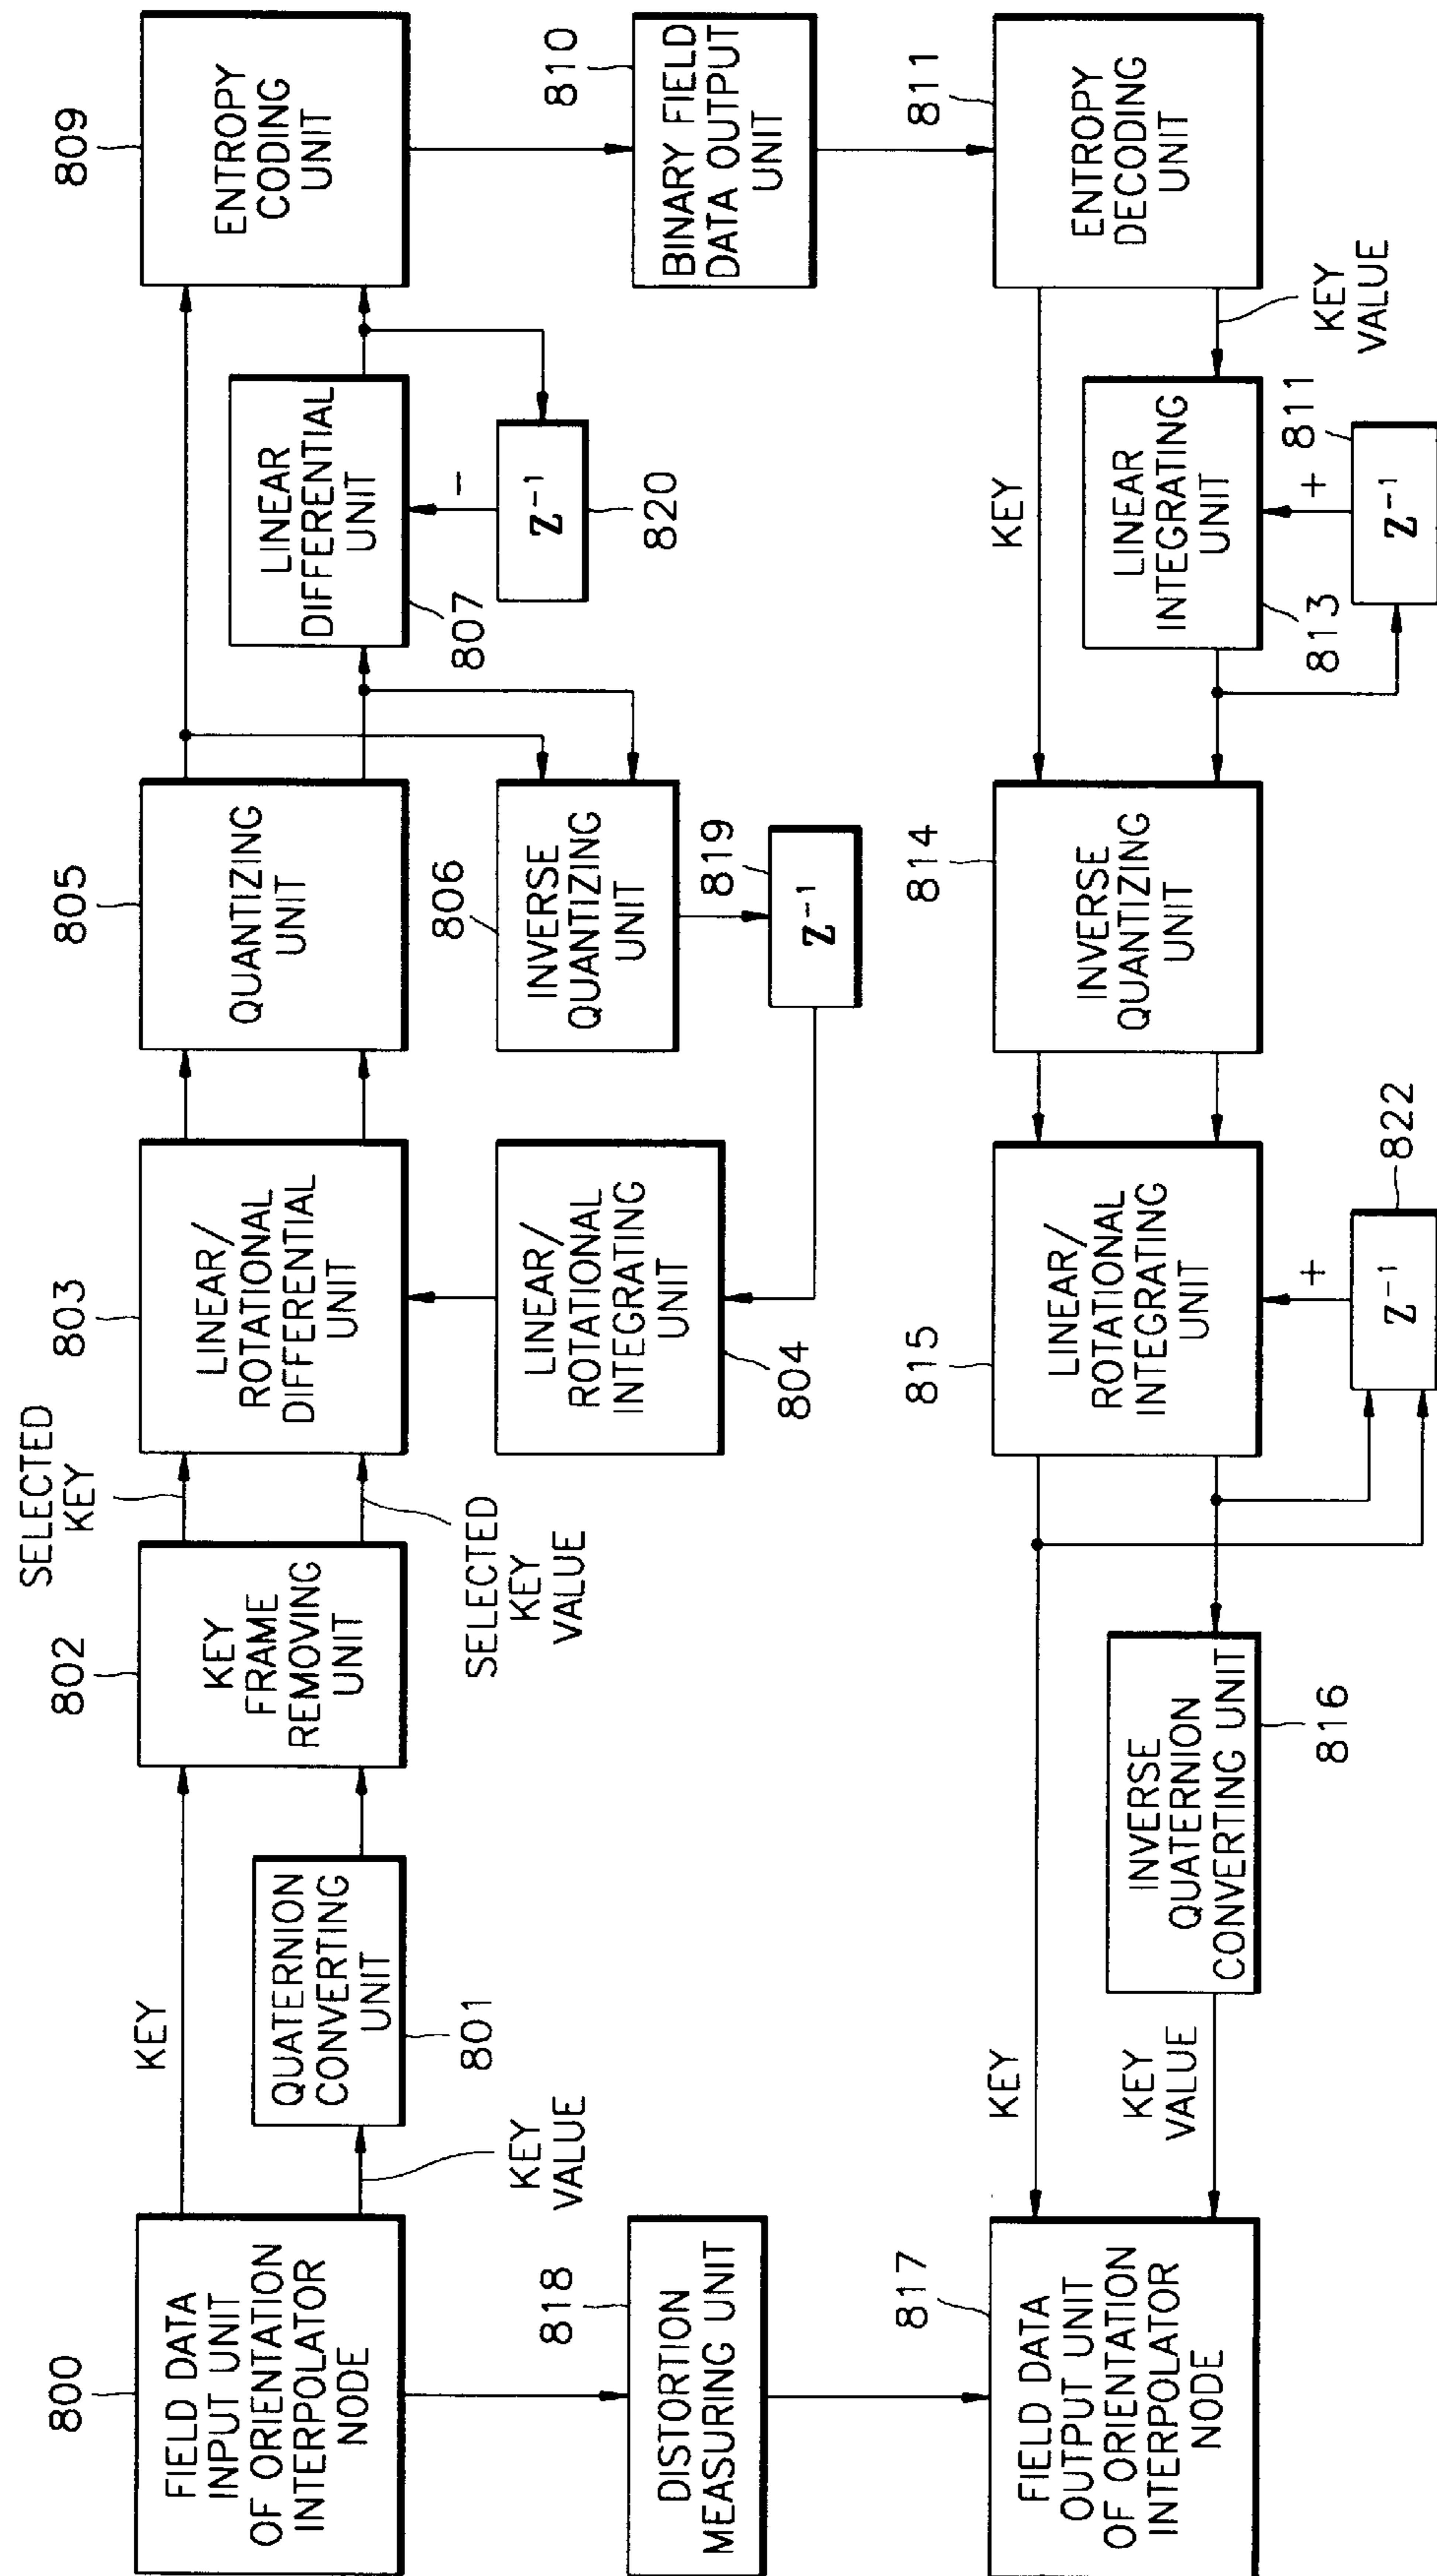 800
FIELD DATA
INPUT UNIT
OF ORIENTATION
INTERPOLATOR
NODE
KEY
KEY
VALUE
QUATERNION
CONVERTING
UNIT
801
802
KEY
FRAME
REMOVING
UNIT
SELECTED
KEY
SELECTED
KEY
VALUE
803
LINEAR/
ROTATIONAL
DIFFERENTIAL
UNIT
LINEAR/
ROTATIONAL
INTEGRATING
UNIT
804
805
QUANTIZING
UNIT
806
INVERSE
QUANTIZING
UNIT
819
Z⁻¹
LINEAR
DIFFERENTIAL
UNIT
807
−
Z⁻¹
820
809
ENTROPY
CODING
UNIT
810
BINARY FIELD
DATA OUTPUT
UNIT
811
ENTROPY
DECODING
UNIT
KEY
KEY
VALUE
LINEAR
INTEGRATING
UNIT
813
+
811
Z⁻¹
814
INVERSE
QUANTIZING
UNIT
815
LINEAR/
ROTATIONAL
INTEGRATING
UNIT
+
822
Z⁻¹
INVERSE
QUATERNION
CONVERTING UNIT
816
KEY
KEY
VALUE
817
FIELD DATA
OUTPUT UNIT
OF ORIENTATION
INTERPOLATOR
NODE
818
DISTORTION
MEASURING UNIT